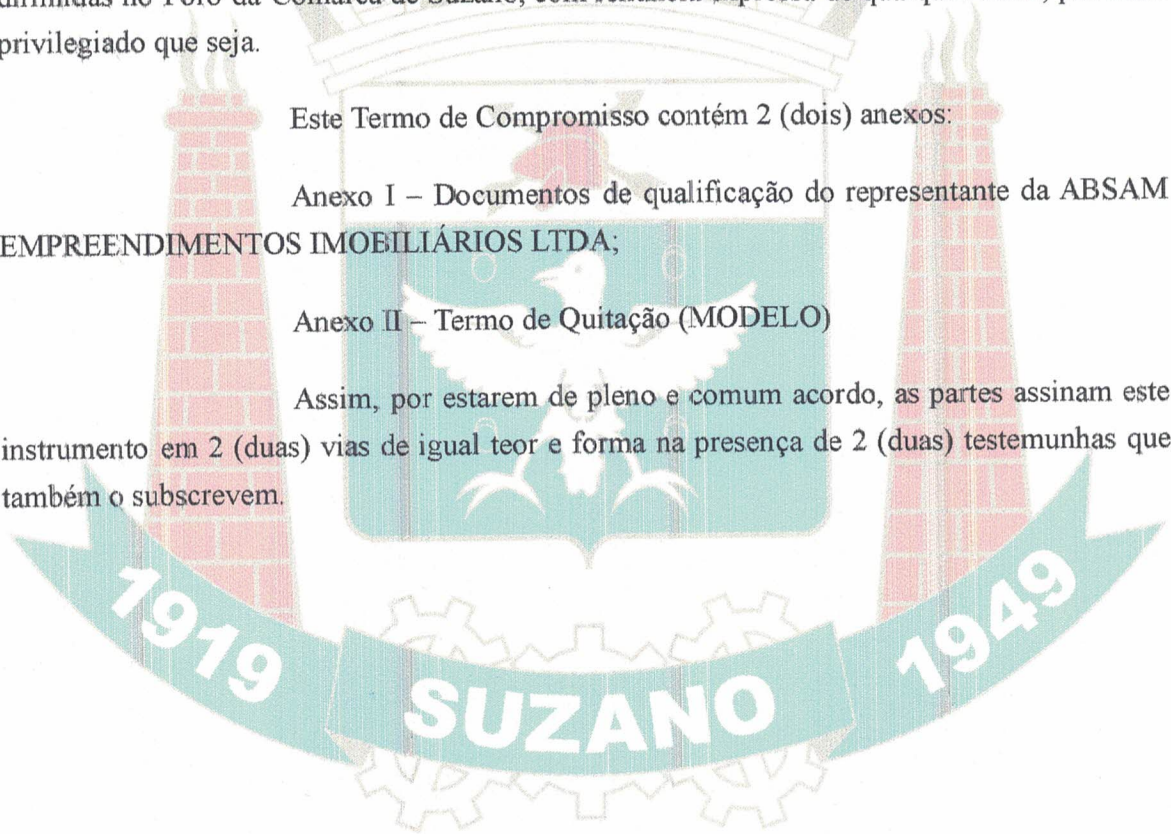 privilegiado que seja.
Este Termo de Compromisso contém 2 (dois) anexos:
Anexo I – Documentos de qualificação do representante da ABSAM
EMPREENDIMENTOS IMOBILIÁRIOS LTDA;
Anexo II – Termo de Quitação (MODELO)
Assim, por estarem de pleno e comum acordo, as partes assinam este
instrumento em 2 (duas) vias de igual teor e forma na presença de 2 (duas) testemunhas que
também o subscrevem.
1919
SUZANO
1949